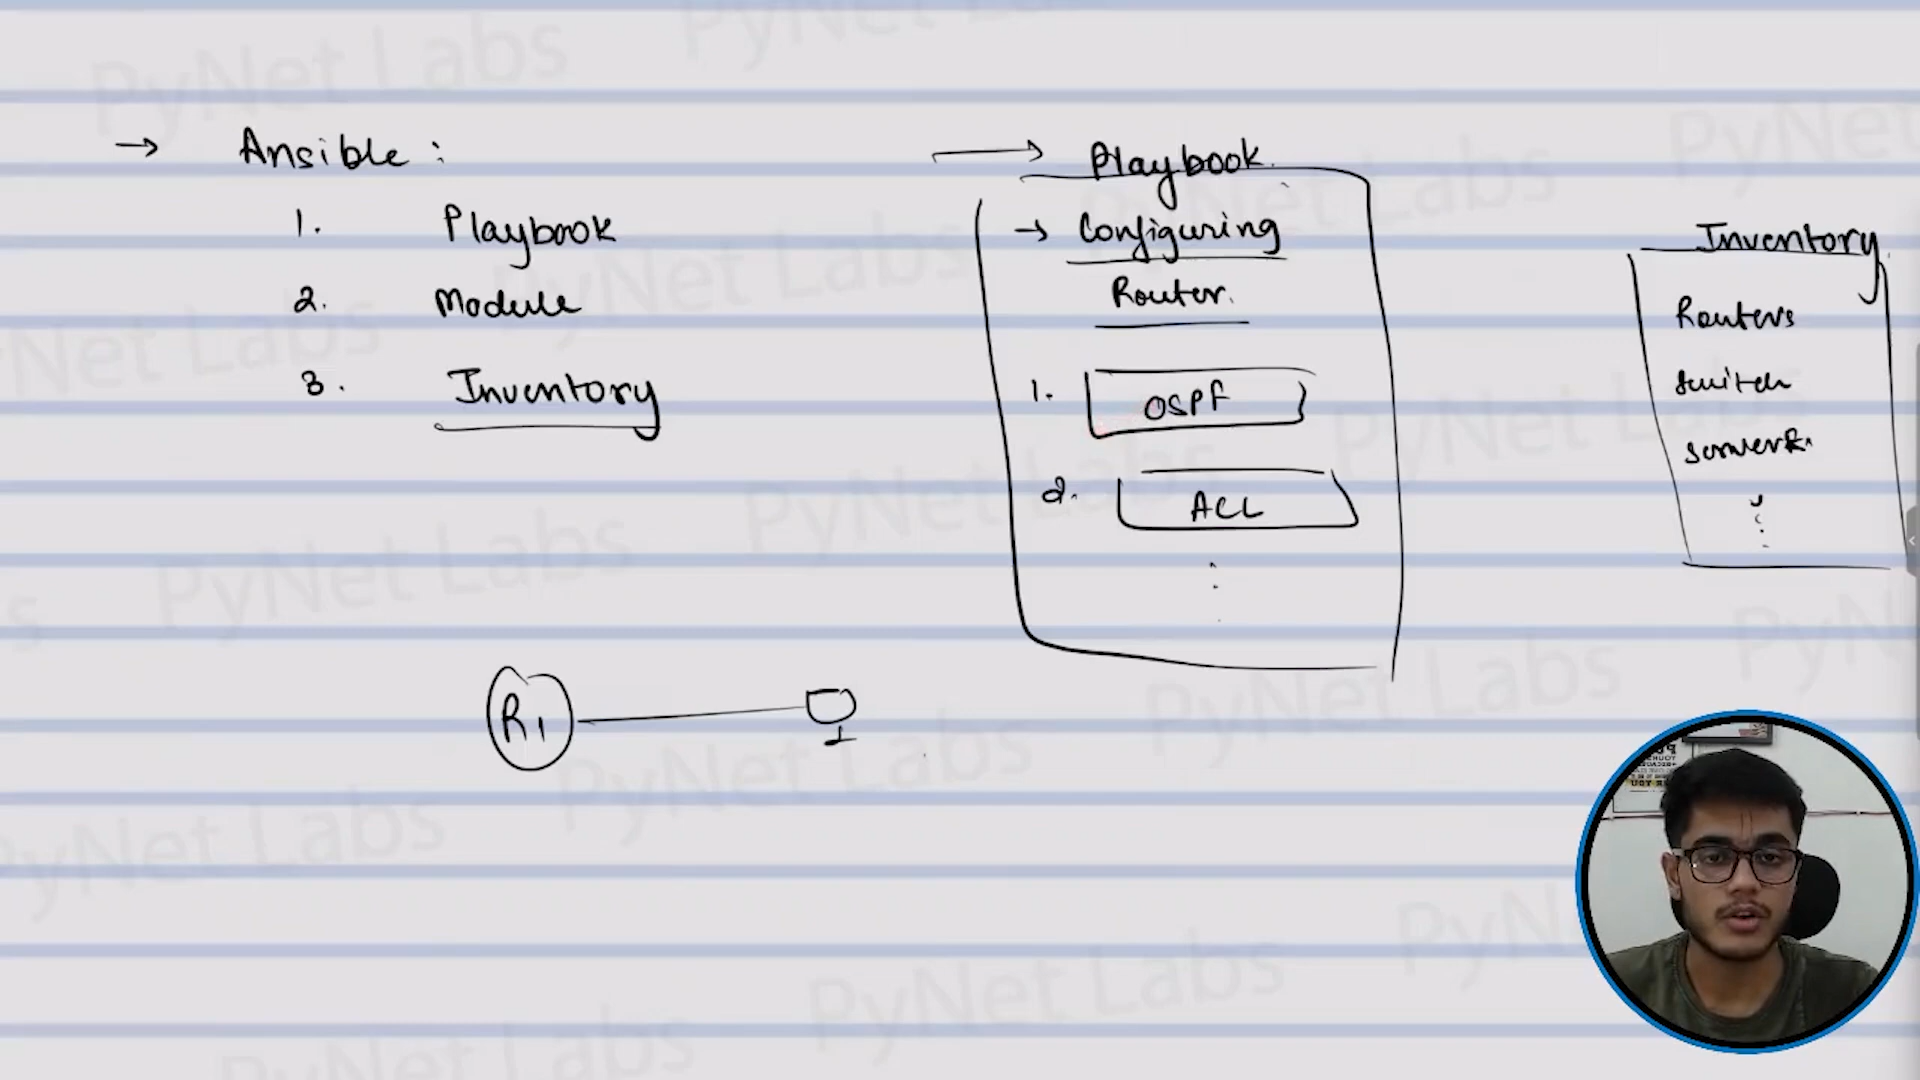 → Ansible :
1. Playbook
2. Module
3. Inventory
→ Playbook
→ Configuring
Router.
1. OSPF
2. ACL
Inventory
Routers
Switch
R1
PyNet Labs